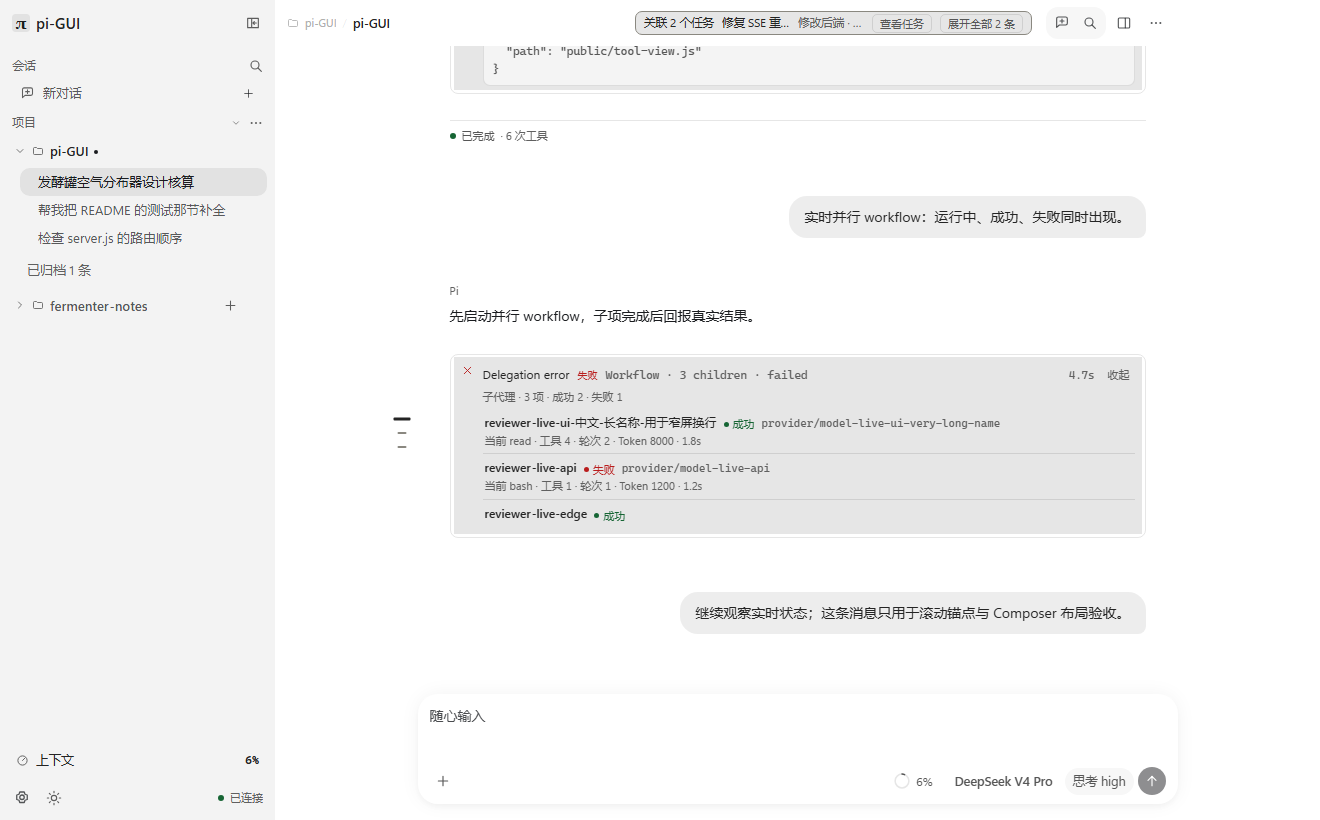 π pi-GUI
会话
新对话
项目
pi-GUI
发酵罐空气分布器设计核算
帮我把 README 的测试那节补全
检查 server.js 的路由顺序
已归档 1 条
fermenter-notes
上下文 6%
已连接
pi-GUI / pi-GUI
关联 2 个任务 修复 SSE 重... 修改后端 · ... 查看任务 展开全部 2 条
"path": "public/tool-view.js"
}
已完成 · 6 次工具
实时并行 workflow：运行中、成功、失败同时出现。
Pi
先启动并行 workflow，子项完成后回报真实结果。
Delegation error 失败 Workflow · 3 children · failed 4.7s 收起
子代理 · 3 项 · 成功 2 · 失败 1
reviewer-live-ui-中文-长名称-用于窄屏换行 成功 provider/model-live-ui-very-long-name
当前 read · 工具 4 · 轮次 2 · Token 8000 · 1.8s
reviewer-live-api 失败 provider/model-live-api
当前 bash · 工具 1 · 轮次 1 · Token 1200 · 1.2s
reviewer-live-edge 成功
继续观察实时状态；这条消息只用于滚动锚点与 Composer 布局验收。
随心输入
6% DeepSeek V4 Pro 思考 high